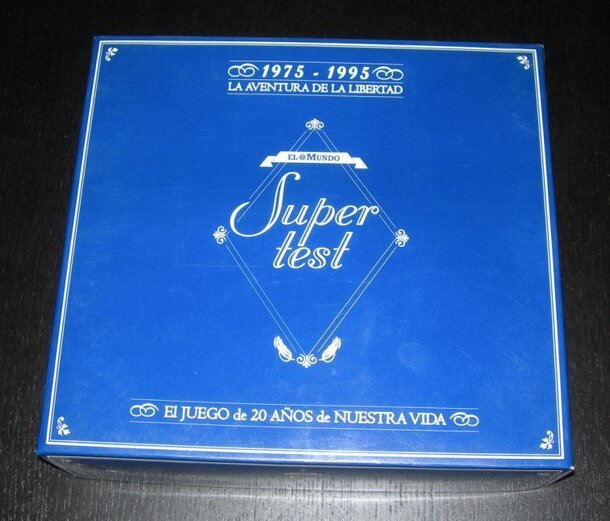 1975 - 1995
LA AVENTURA DE LA LIBERTAD
EL MUNDO
Super
test
El JUEGO de 20 AÑOS de NUESTRA VIDA